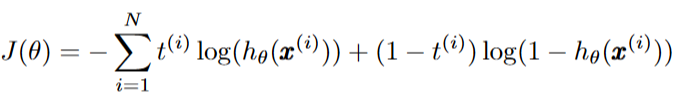 J(θ) = − ∑_{i=1}^{N} t^{(i)} log(h_θ(𝒙^{(i)})) + (1 − t^{(i)}) log(1 − h_θ(𝒙^{(i)}))